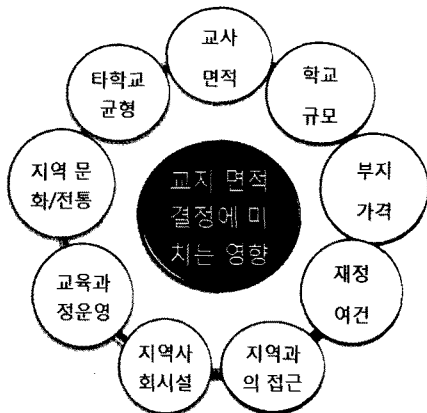 교사
면적
학교
규모
부지
가격
재정
여건
지역과
의 접근
지역사
회시설
교육과
정운영
지역 문
화/전통
타학교
균형
교지 면적
결정에 미
치는 영향